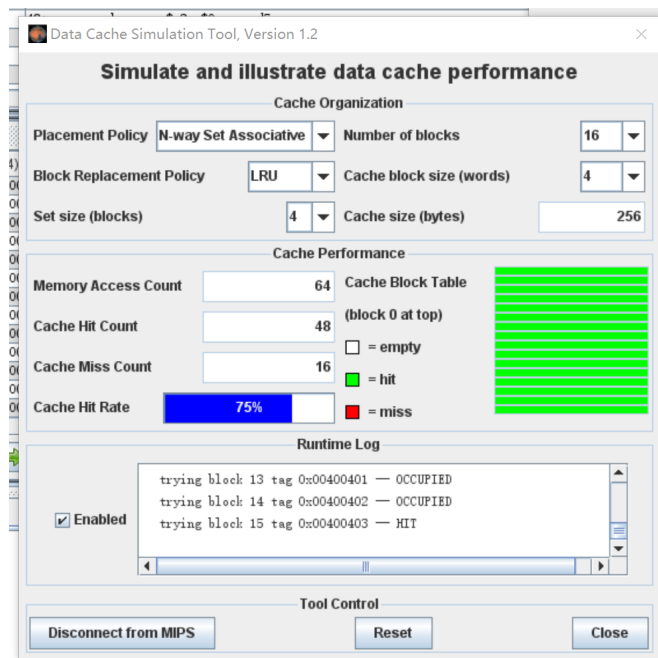 Data Cache Simulation Tool, Version 1.2
Simulate and illustrate data cache performance
Cache Organization
Placement Policy N-way Set Associative Number of blocks 16
Block Replacement Policy LRU Cache block size (words) 4
Set size (blocks) 4 Cache size (bytes) 256
Cache Performance
Memory Access Count 64 Cache Block Table
(block 0 at top)
Cache Hit Count 48
= empty
Cache Miss Count 16
= hit
Cache Hit Rate 75%
= miss
Runtime Log
Enabled
trying block 13 tag 0x00400401 — OCCUPIED
trying block 14 tag 0x00400402 — OCCUPIED
trying block 15 tag 0x00400403 — HIT
Tool Control
Disconnect from MIPS Reset Close